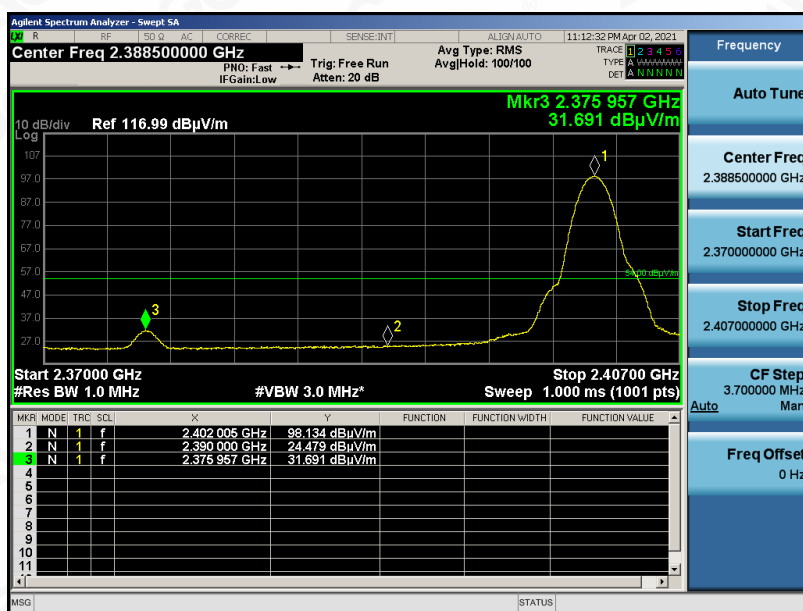 Agilent Spectrum Analyzer - Swept SA
LXI R RF 50 Ω AC CORREC SENSE:INT ALIGN AUTO 11:12:32 PM Apr 02, 2021
Center Freq 2.388500000 GHz
PNO: Fast
IFGain:Low
Trig: Free Run
Atten: 20 dB
Avg Type: RMS
Avg|Hold: 100/100
TRACE 1 2 3 4 5 6
TYPE A WWWWW
DET A N N N N N
Mkr3 2.375 957 GHz
31.691 dBµV/m
10 dB/div Ref 116.99 dBµV/m
Log
107
97.0
87.0
77.0
67.0
57.0
47.0
37.0
27.0
1
2
3
54.00 dBµV/m
Start 2.37000 GHz Stop 2.40700 GHz
#Res BW 1.0 MHz #VBW 3.0 MHz* Sweep 1.000 ms (1001 pts)
MKR MODE TRC SCL X Y FUNCTION FUNCTION WIDTH FUNCTION VALUE
1 N 1 f 2.402 005 GHz 98.134 dBµV/m
2 N 1 f 2.390 000 GHz 24.479 dBµV/m
3 N 1 f 2.375 957 GHz 31.691 dBµV/m
4
5
6
7
8
9
10
11
MSG STATUS
Frequency
Auto Tune
Center Freq
2.388500000 GHz
Start Freq
2.370000000 GHz
Stop Freq
2.407000000 GHz
CF Step
3.700000 MHz
Auto Man
Freq Offset
0 Hz